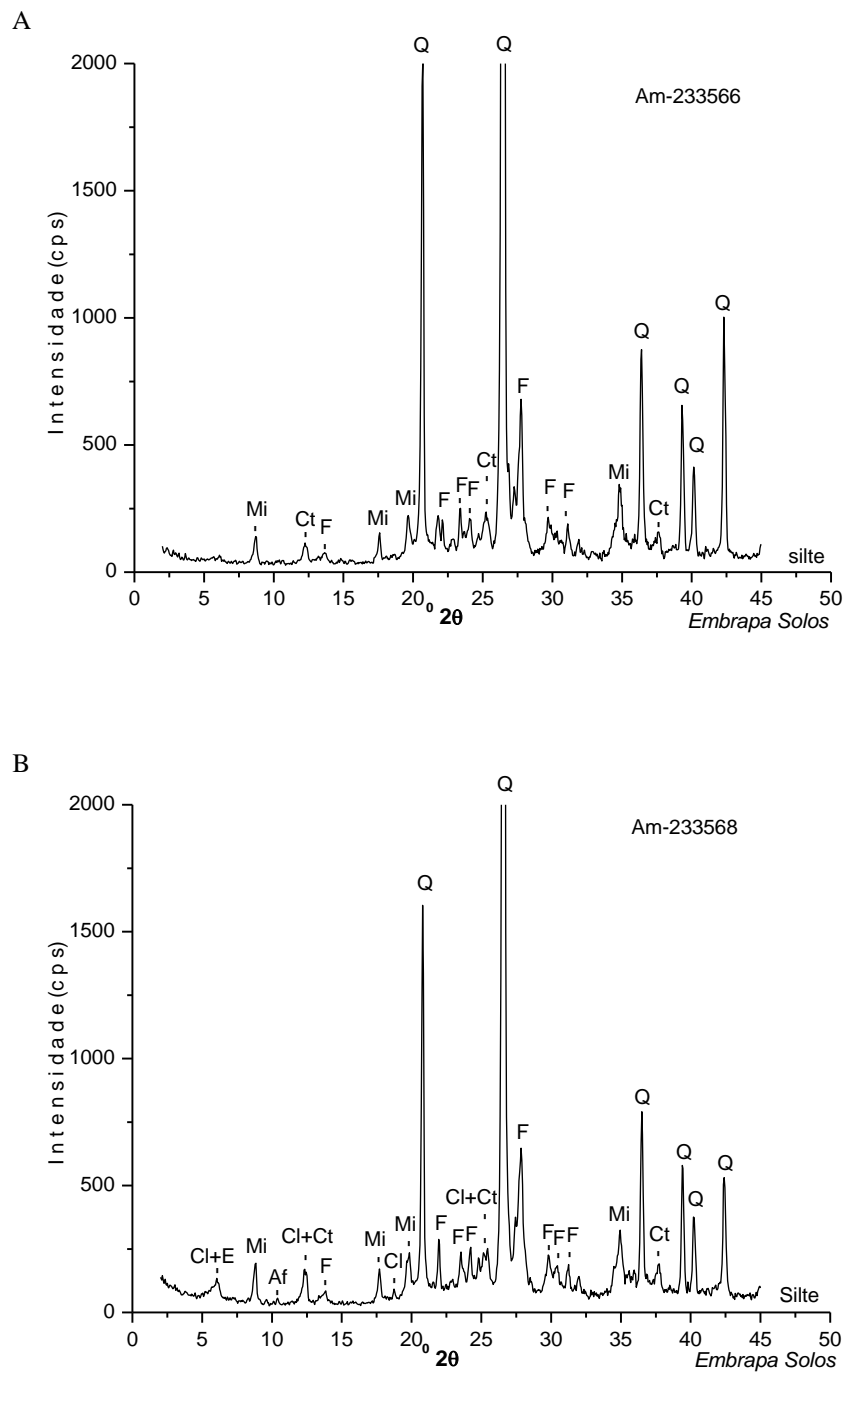 A
Q Q
2000
Am-233566
1500
Intensidade (cps)
1000
Q
Q
Q
F
Q
500
Ct
Mi
F F
Mi
F
F F
Mi
Ct F
Mi
Ct
0
silte
0 5 10 15 20 25 30 35 40 45 50
⁰ 2θ
Embrapa Solos
B
Q
2000
Am-233568
Q
1500
Intensidade (cps)
1000
Q
F
Q
Q
500
Cl+Ct
Q
Mi
Mi
F
Cl+Ct
Mi
F F
F F F
Ct
Cl+E
Mi
F
Cl
Af
0
Silte
0 5 10 15 20 25 30 35 40 45 50
⁰ 2θ
Embrapa Solos